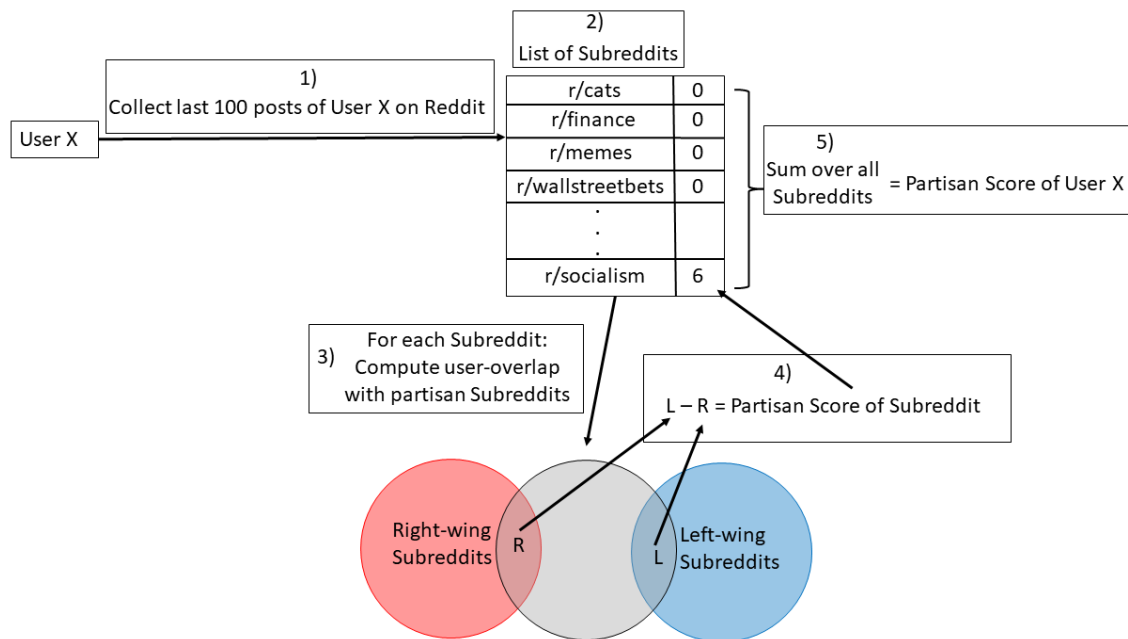 User X
1)
Collect last 100 posts of User X on Reddit
2)
List of Subreddits
r/cats 0
r/finance 0
r/memes 0
r/wallstreetbets 0
.
.
.
r/socialism 6
3)
For each Subreddit:
Compute user-overlap
with partisan Subreddits
Right-wing
Subreddits
R
L
Left-wing
Subreddits
4)
L – R = Partisan Score of Subreddit
5)
Sum over all
Subreddits
= Partisan Score of User X